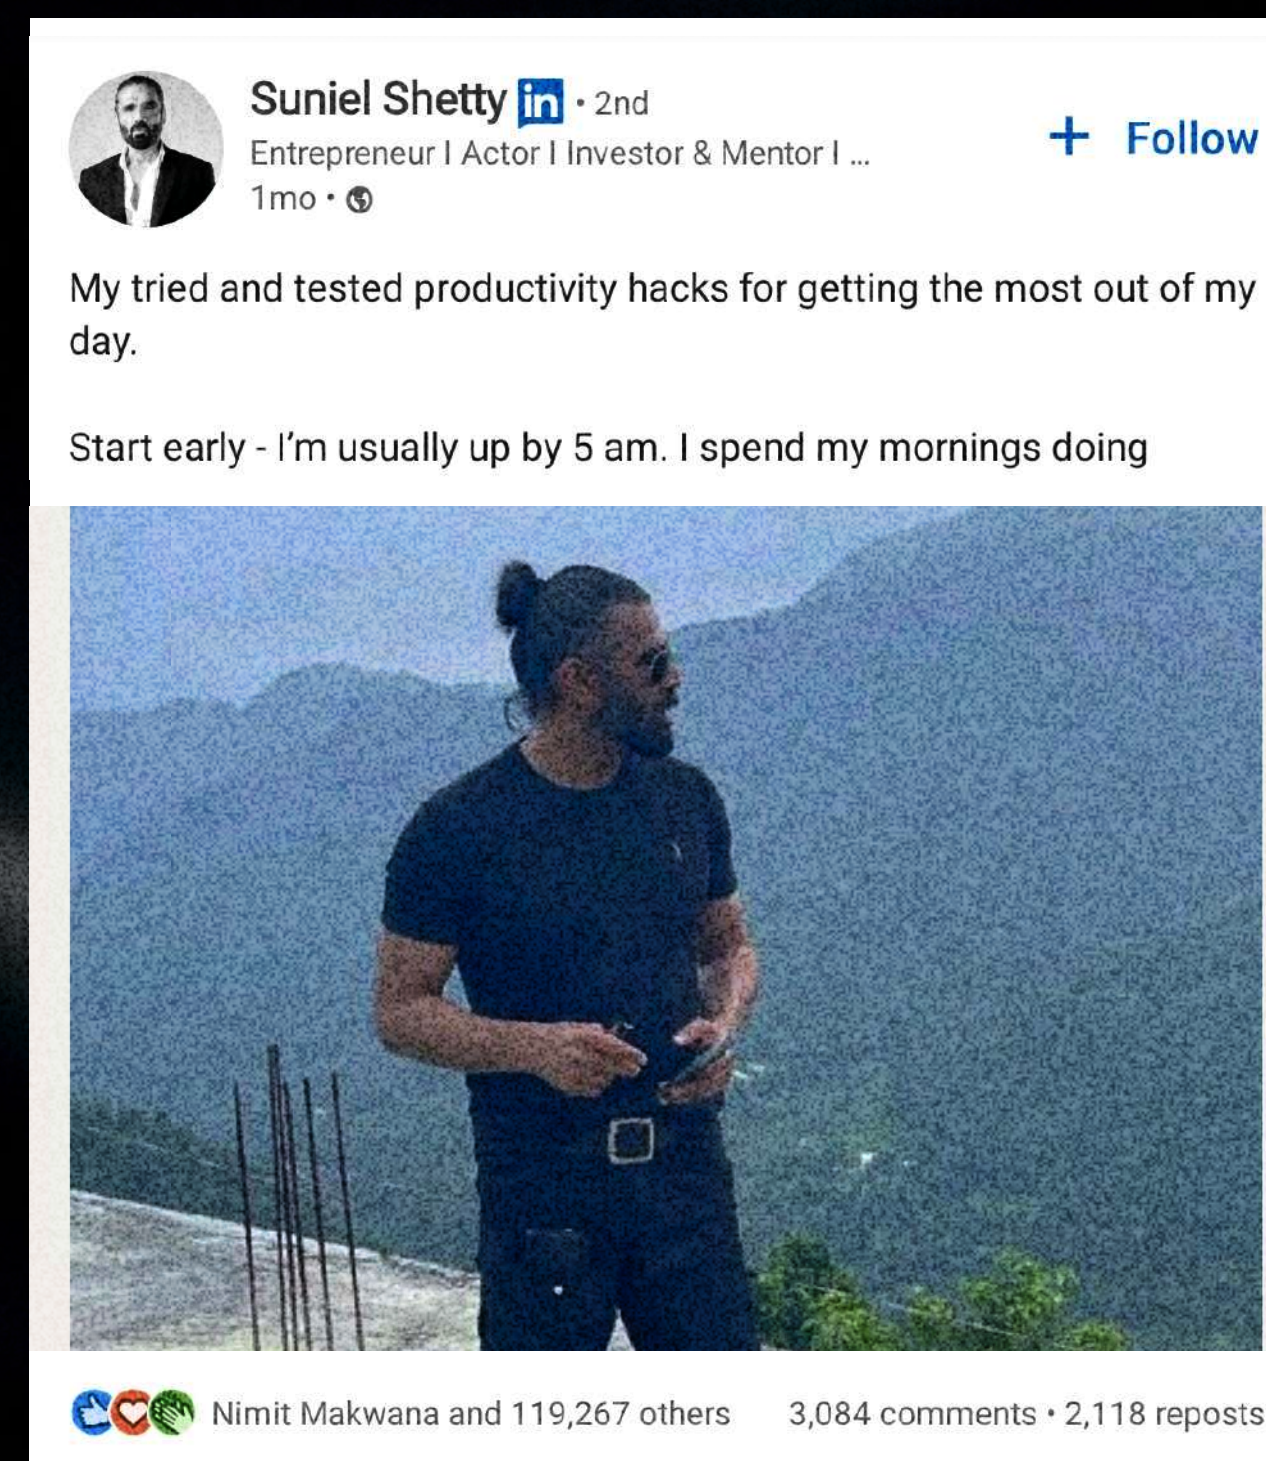 Suniel Shetty in • 2nd
+ Follow
Entrepreneur I Actor I Investor & Mentor I ...
1mo •
My tried and tested productivity hacks for getting the most out of my
day.
Start early - I'm usually up by 5 am. I spend my mornings doing
Nimit Makwana and 119,267 others
3,084 comments • 2,118 reposts